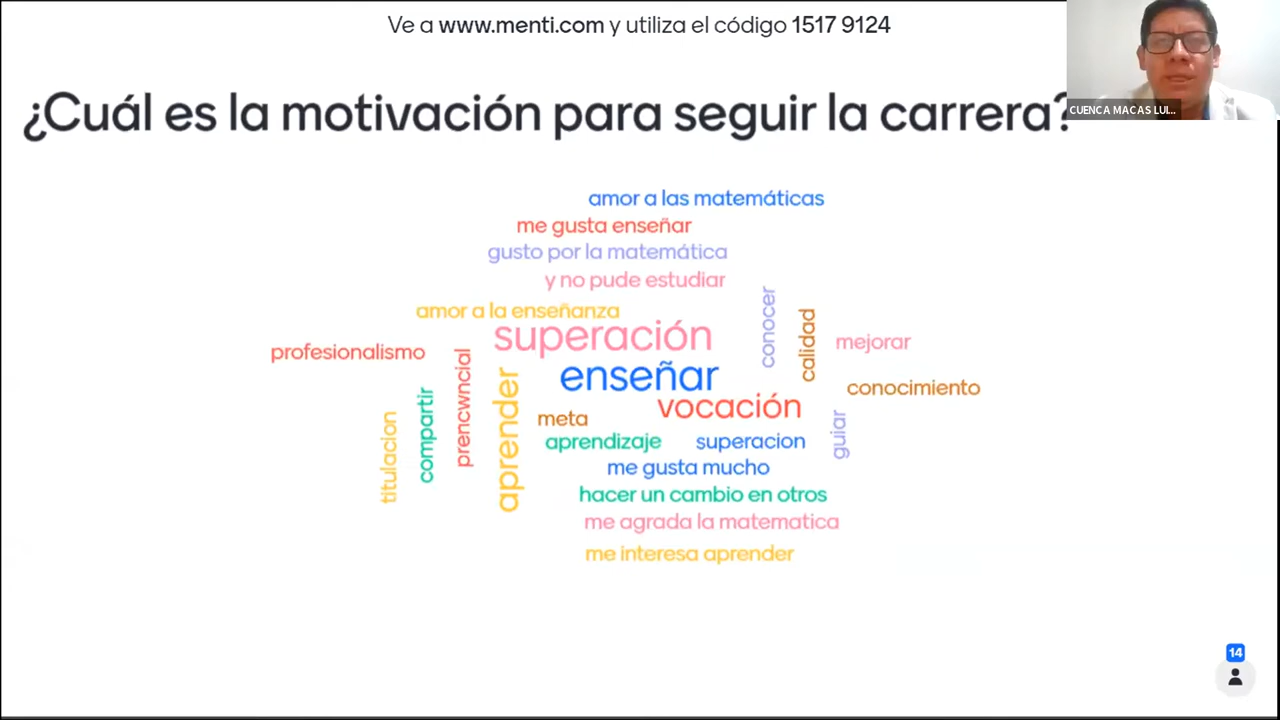 Ve a www.menti.com y utiliza el código 1517 9124
CUENCA MACAS LUI...
¿Cuál es la motivación para seguir la carrera?
amor a las matemáticas
me gusta enseñar
gusto por la matemática
y no pude estudiar
amor a la enseñanza
superación
conocer
calidad
mejorar
profesionalismo
prencwncial
enseñar
conocimiento
compartir
aprender
vocación
titulacion
meta
guiar
aprendizaje
superacion
me gusta mucho
hacer un cambio en otros
me agrada la matematica
me interesa aprender
14